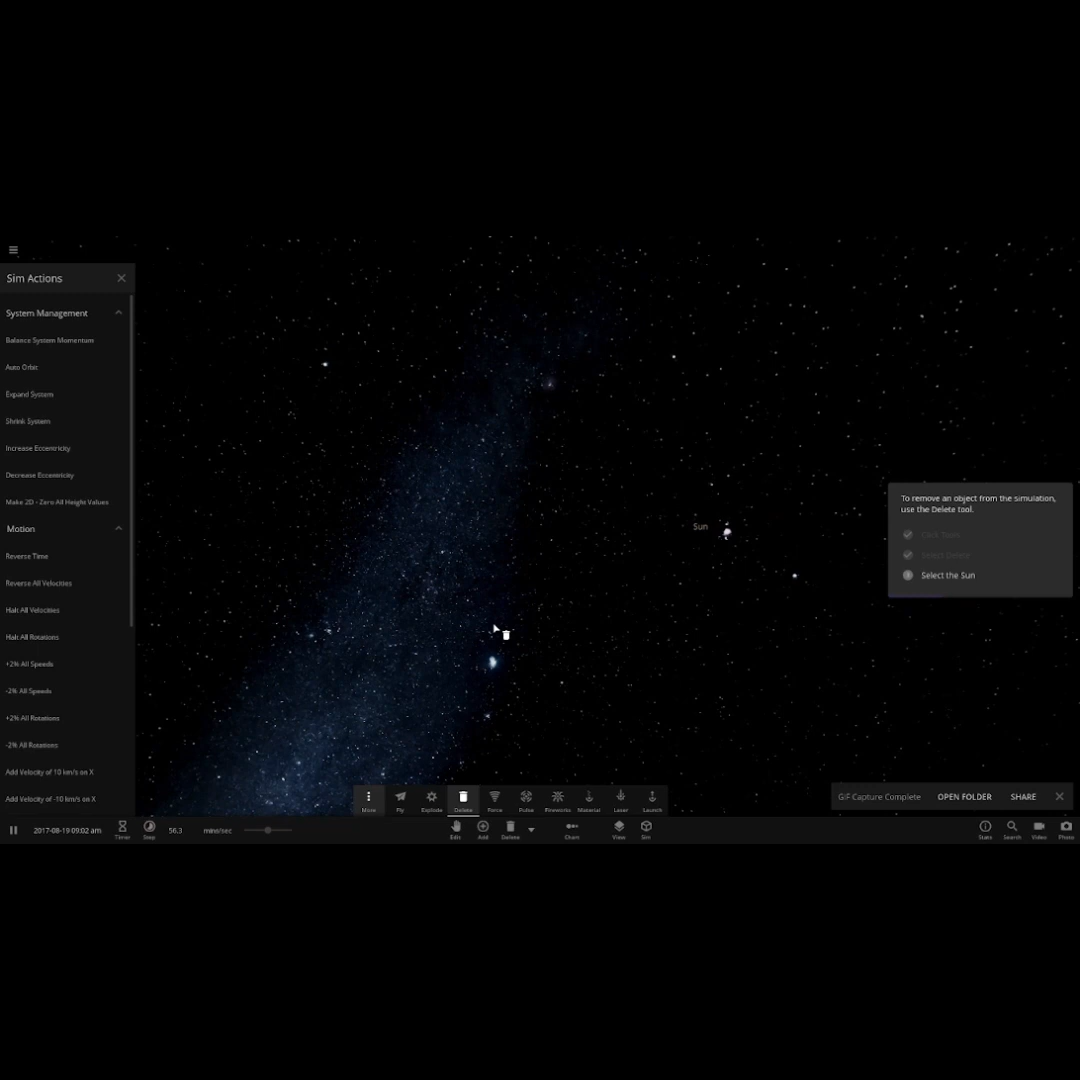 Sim Actions
System Management
Balance System Momentum
Auto Orbit
Expand System
Shrink System
Increase Eccentricity
Decrease Eccentricity
Make 2D - Zero All Height Values
Motion
Reverse Time
Reverse All Velocities
Halt All Velocities
Halt All Rotations
+2% All Speeds
-2% All Speeds
+2% All Rotations
-2% All Rotations
Add Velocity of 10 km/s on X
Add Velocity of -10 km/s on X
Sun
To remove an object from the simulation,
use the Delete tool.
Select Delete
Select the Sun
GIF Capture Complete OPEN FOLDER SHARE
More Fly Explode Delete Force Pulse Fireworks Material Laser Launch
2017-08-19 09:02 am Timer Step 56.3 mins/sec Edit Add Delete Chart View Sim Stats Search Video Photo